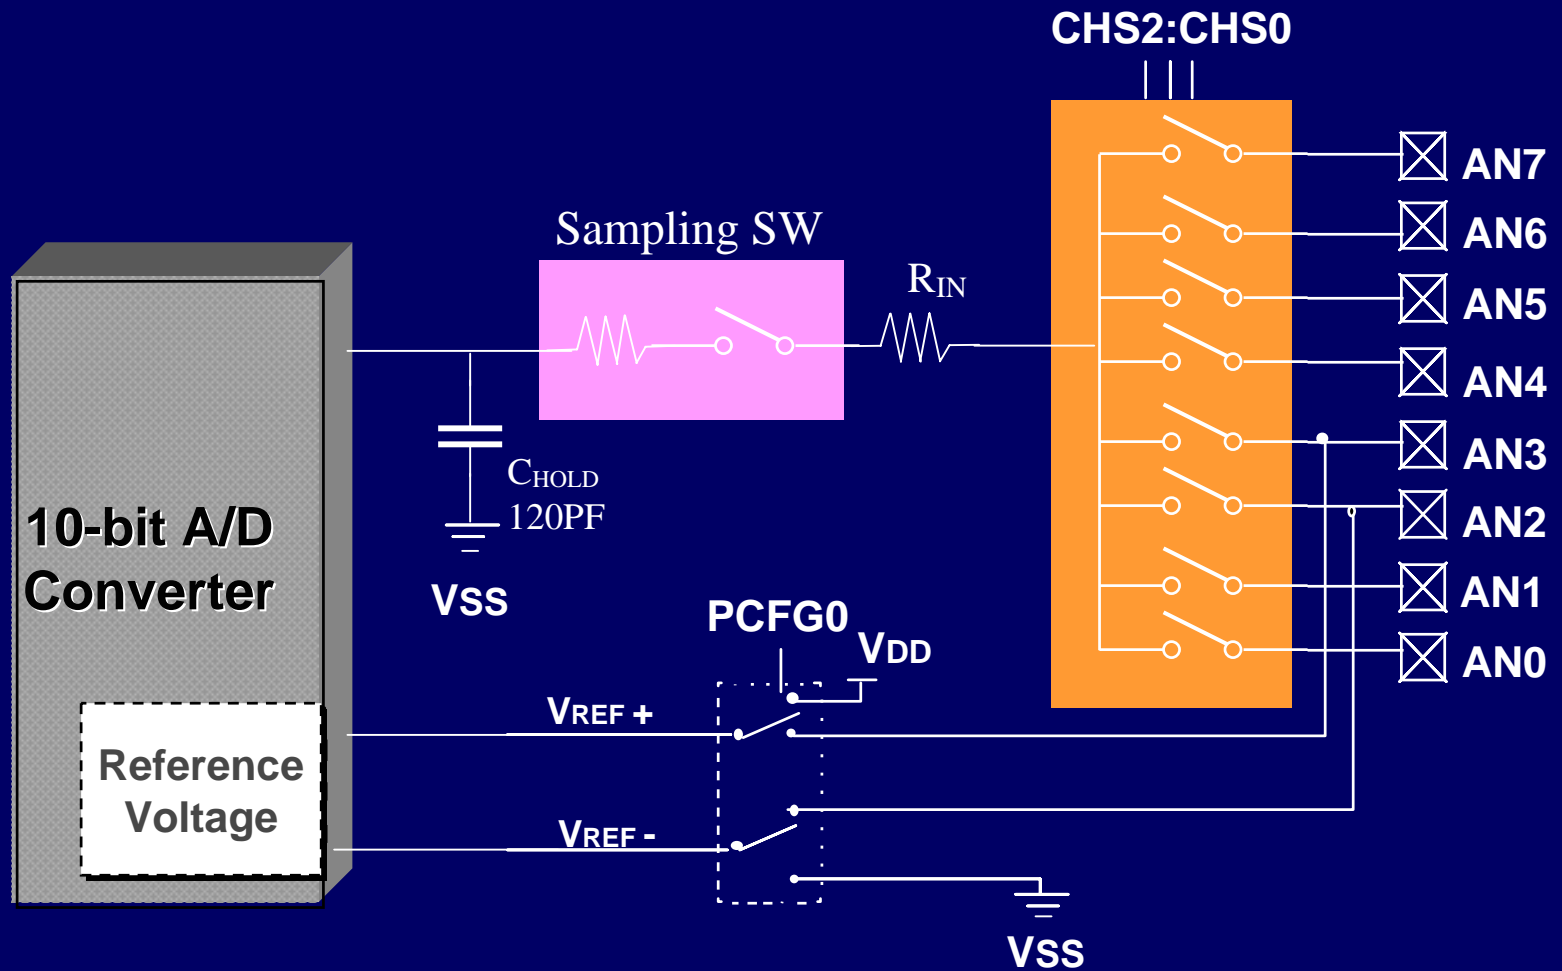 CHS2:CHS0
AN7
AN6
AN5
AN4
AN3
AN2
AN1
AN0
Sampling SW
RIN
CHOLD
120PF
VSS
10-bit A/D
Converter
PCFG0
VDD
VREF +
Reference
Voltage
VREF -
VSS